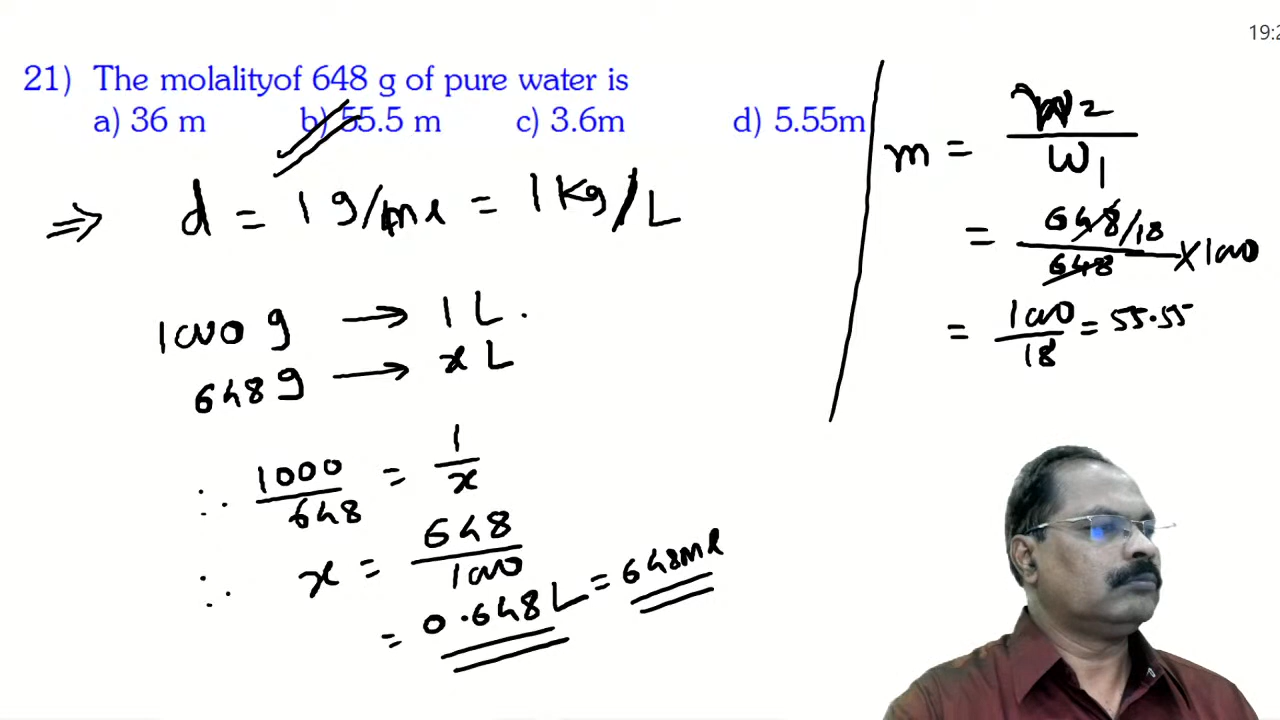 19:2
21) The molalityof 648 g of pure water is
a) 36 m b) 55.5 m c) 3.6m d) 5.55m
⇒ d = 1 g/ml = 1 Kg/L
1000 g → 1 L.
648 g → x L
∴ 1000/648 = 1/x
∴ x = 648/1000
= 0.648 L = 648ml
m = n2/W1
= 648/18/648 × 1000
= 1000/18 = 55.55